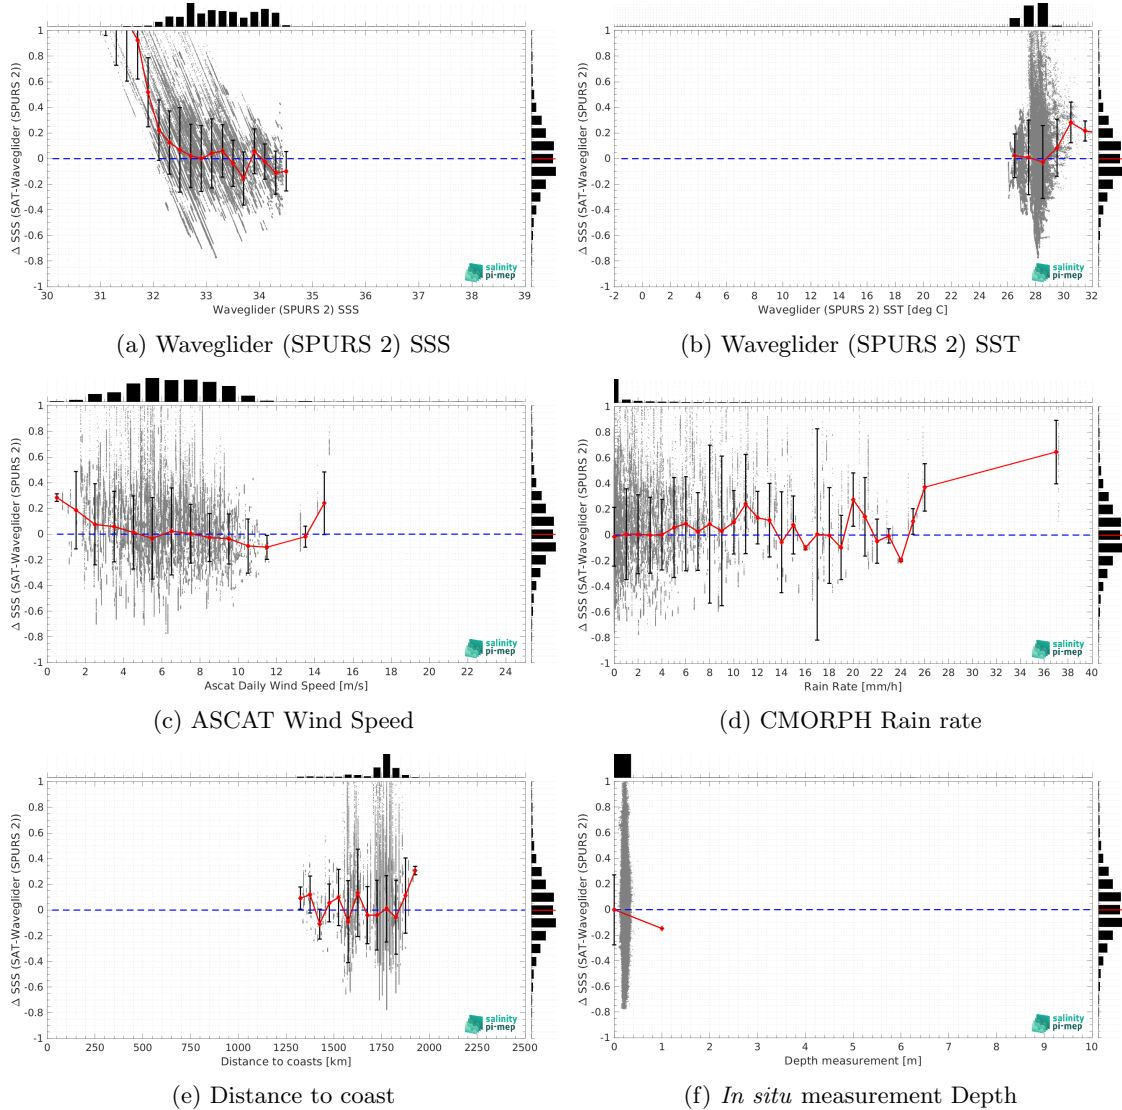 Δ SSS (SAT-Waveglider (SPURS 2))
1
0.8
0.6
0.4
0.2
0
-0.2
-0.4
-0.6
-0.8
-1
30 31 32 33 34 35 36 37 38 39
Waveglider (SPURS 2) SSS
salinity
pi-mep
(a) Waveglider (SPURS 2) SSS
Δ SSS (SAT-Waveglider (SPURS 2))
1
0.8
0.6
0.4
0.2
0
-0.2
-0.4
-0.6
-0.8
-1
-2 0 2 4 6 8 10 12 14 16 18 20 22 24 26 28 30 32
Waveglider (SPURS 2) SST [deg C]
salinity
pi-mep
(b) Waveglider (SPURS 2) SST
Δ SSS (SAT-Waveglider (SPURS 2))
1
0.8
0.6
0.4
0.2
0
-0.2
-0.4
-0.6
-0.8
-1
0 2 4 6 8 10 12 14 16 18 20 22 24
Ascat Daily Wind Speed [m/s]
salinity
pi-mep
(c) ASCAT Wind Speed
Δ SSS (SAT-Waveglider (SPURS 2))
1
0.8
0.6
0.4
0.2
0
-0.2
-0.4
-0.6
-0.8
-1
0 2 4 6 8 10 12 14 16 18 20 22 24 26 28 30 32 34 36 38 40
Rain Rate [mm/h]
salinity
pi-mep
(d) CMORPH Rain rate
Δ SSS (SAT-Waveglider (SPURS 2))
1
0.8
0.6
0.4
0.2
0
-0.2
-0.4
-0.6
-0.8
-1
0 250 500 750 1000 1250 1500 1750 2000 2250 2500
Distance to coasts [km]
salinity
pi-mep
(e) Distance to coast
Δ SSS (SAT-Waveglider (SPURS 2))
1
0.8
0.6
0.4
0.2
0
-0.2
-0.4
-0.6
-0.8
-1
0 1 2 3 4 5 6 7 8 9 10
Depth measurement [m]
salinity
pi-mep
(f) In situ measurement Depth